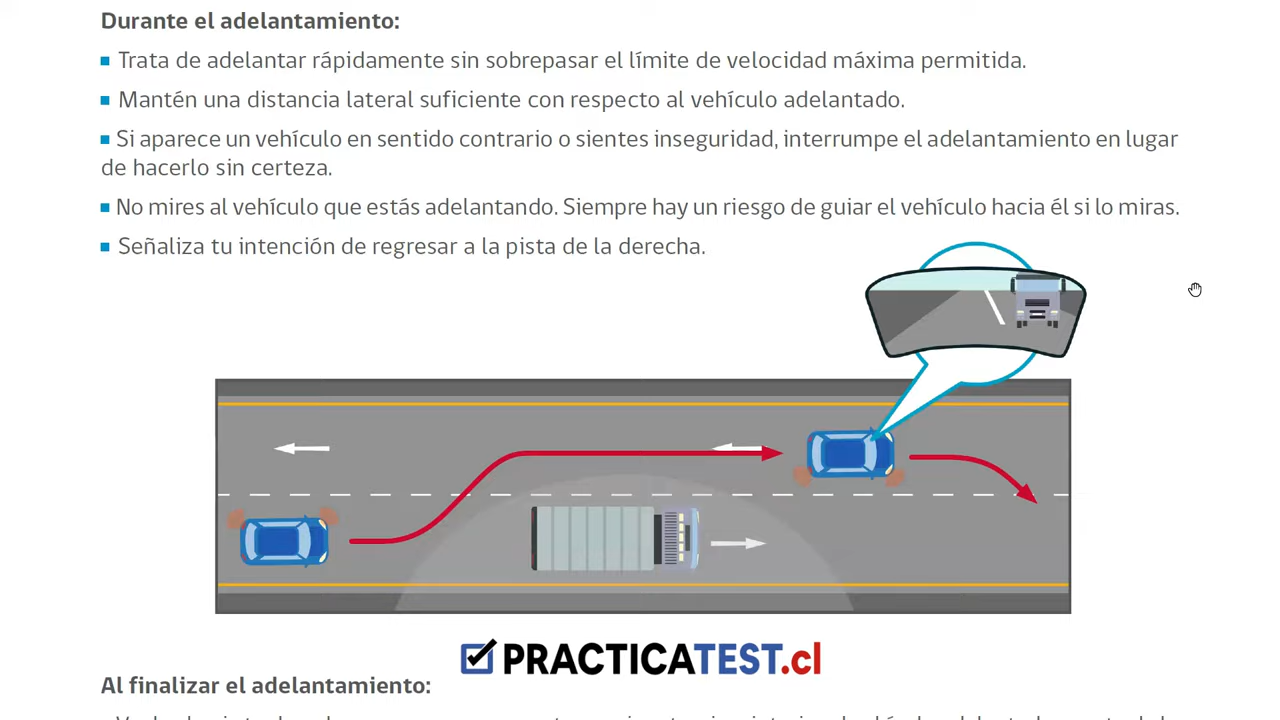 Durante el adelantamiento:
Trata de adelantar rápidamente sin sobrepasar el límite de velocidad máxima permitida.
Mantén una distancia lateral suficiente con respecto al vehículo adelantado.
Si aparece un vehículo en sentido contrario o sientes inseguridad, interrumpe el adelantamiento en lugar
de hacerlo sin certeza.
No mires al vehículo que estás adelantando. Siempre hay un riesgo de guiar el vehículo hacia él si lo miras.
Señaliza tu intención de regresar a la pista de la derecha.
PRACTICATEST.cl
Al finalizar el adelantamiento: